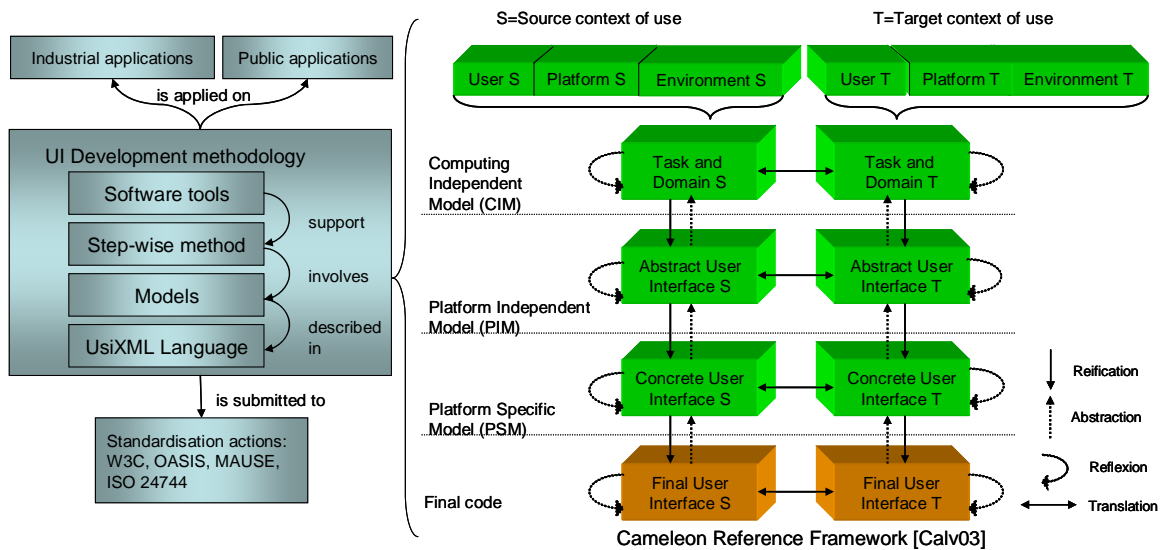 S=Source context of use
T=Target context of use
Industrial applications
Public applications
is applied on
UI Development methodology
Software tools
support
Step-wise method
involves
Models
described
in
UsiXML Language
is submitted to
Standardisation actions:
W3C, OASIS, MAUSE,
ISO 24744
User S
Platform S
Environment S
User T
Platform T
Environment T
Computing
Independent
Model (CIM)
Task and
Domain S
Task and
Domain T
Platform Independent
Model (PIM)
Abstract User
Interface S
Abstract User
Interface T
Platform Specific
Model (PSM)
Concrete User
Interface S
Concrete User
Interface T
Final code
Final User
Interface S
Final User
Interface T
Reification
Abstraction
Reflexion
Translation
Cameleon Reference Framework [Calv03]